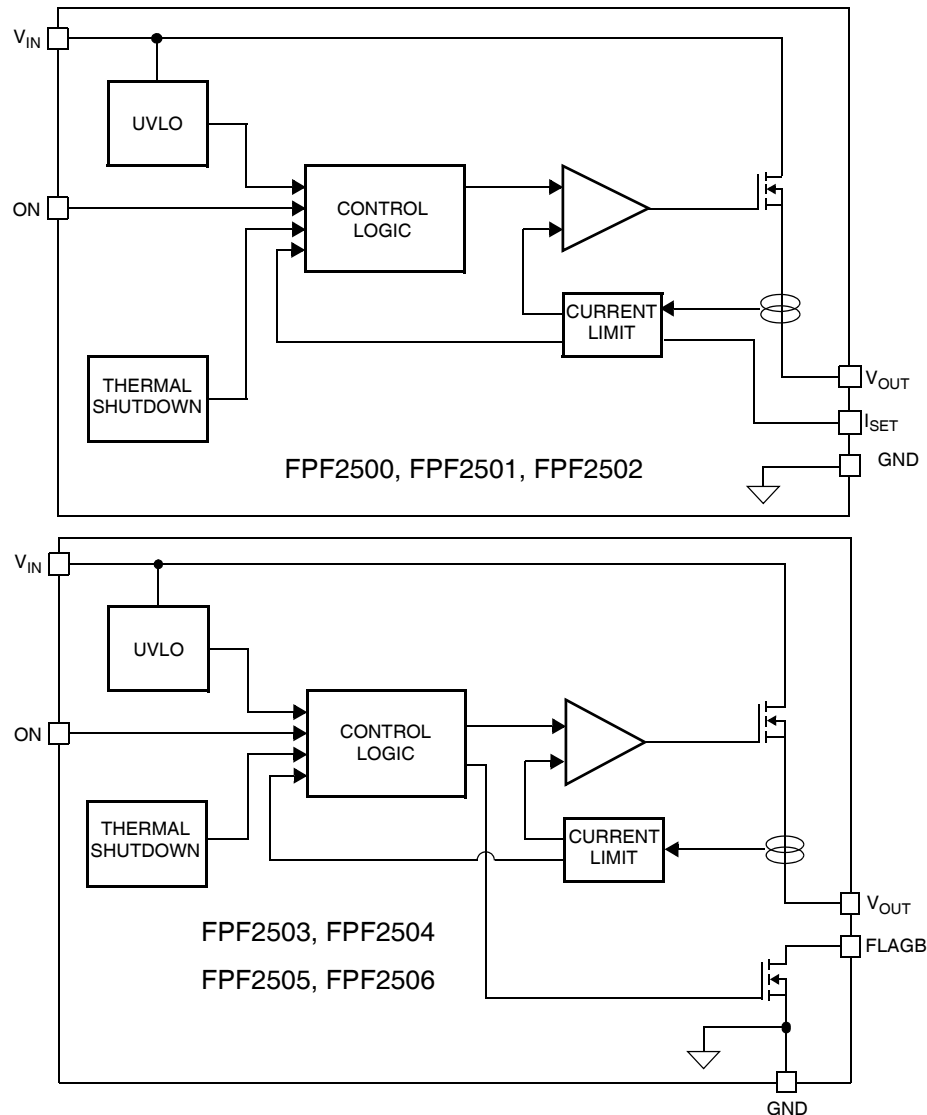 VIN
UVLO
ON
CONTROL
LOGIC
CURRENT
LIMIT
THERMAL
SHUTDOWN
VOUT
ISET
GND
FPF2500, FPF2501, FPF2502
VIN
UVLO
ON
CONTROL
LOGIC
THERMAL
SHUTDOWN
CURRENT
LIMIT
VOUT
FPF2503, FPF2504
FLAGB
FPF2505, FPF2506
GND